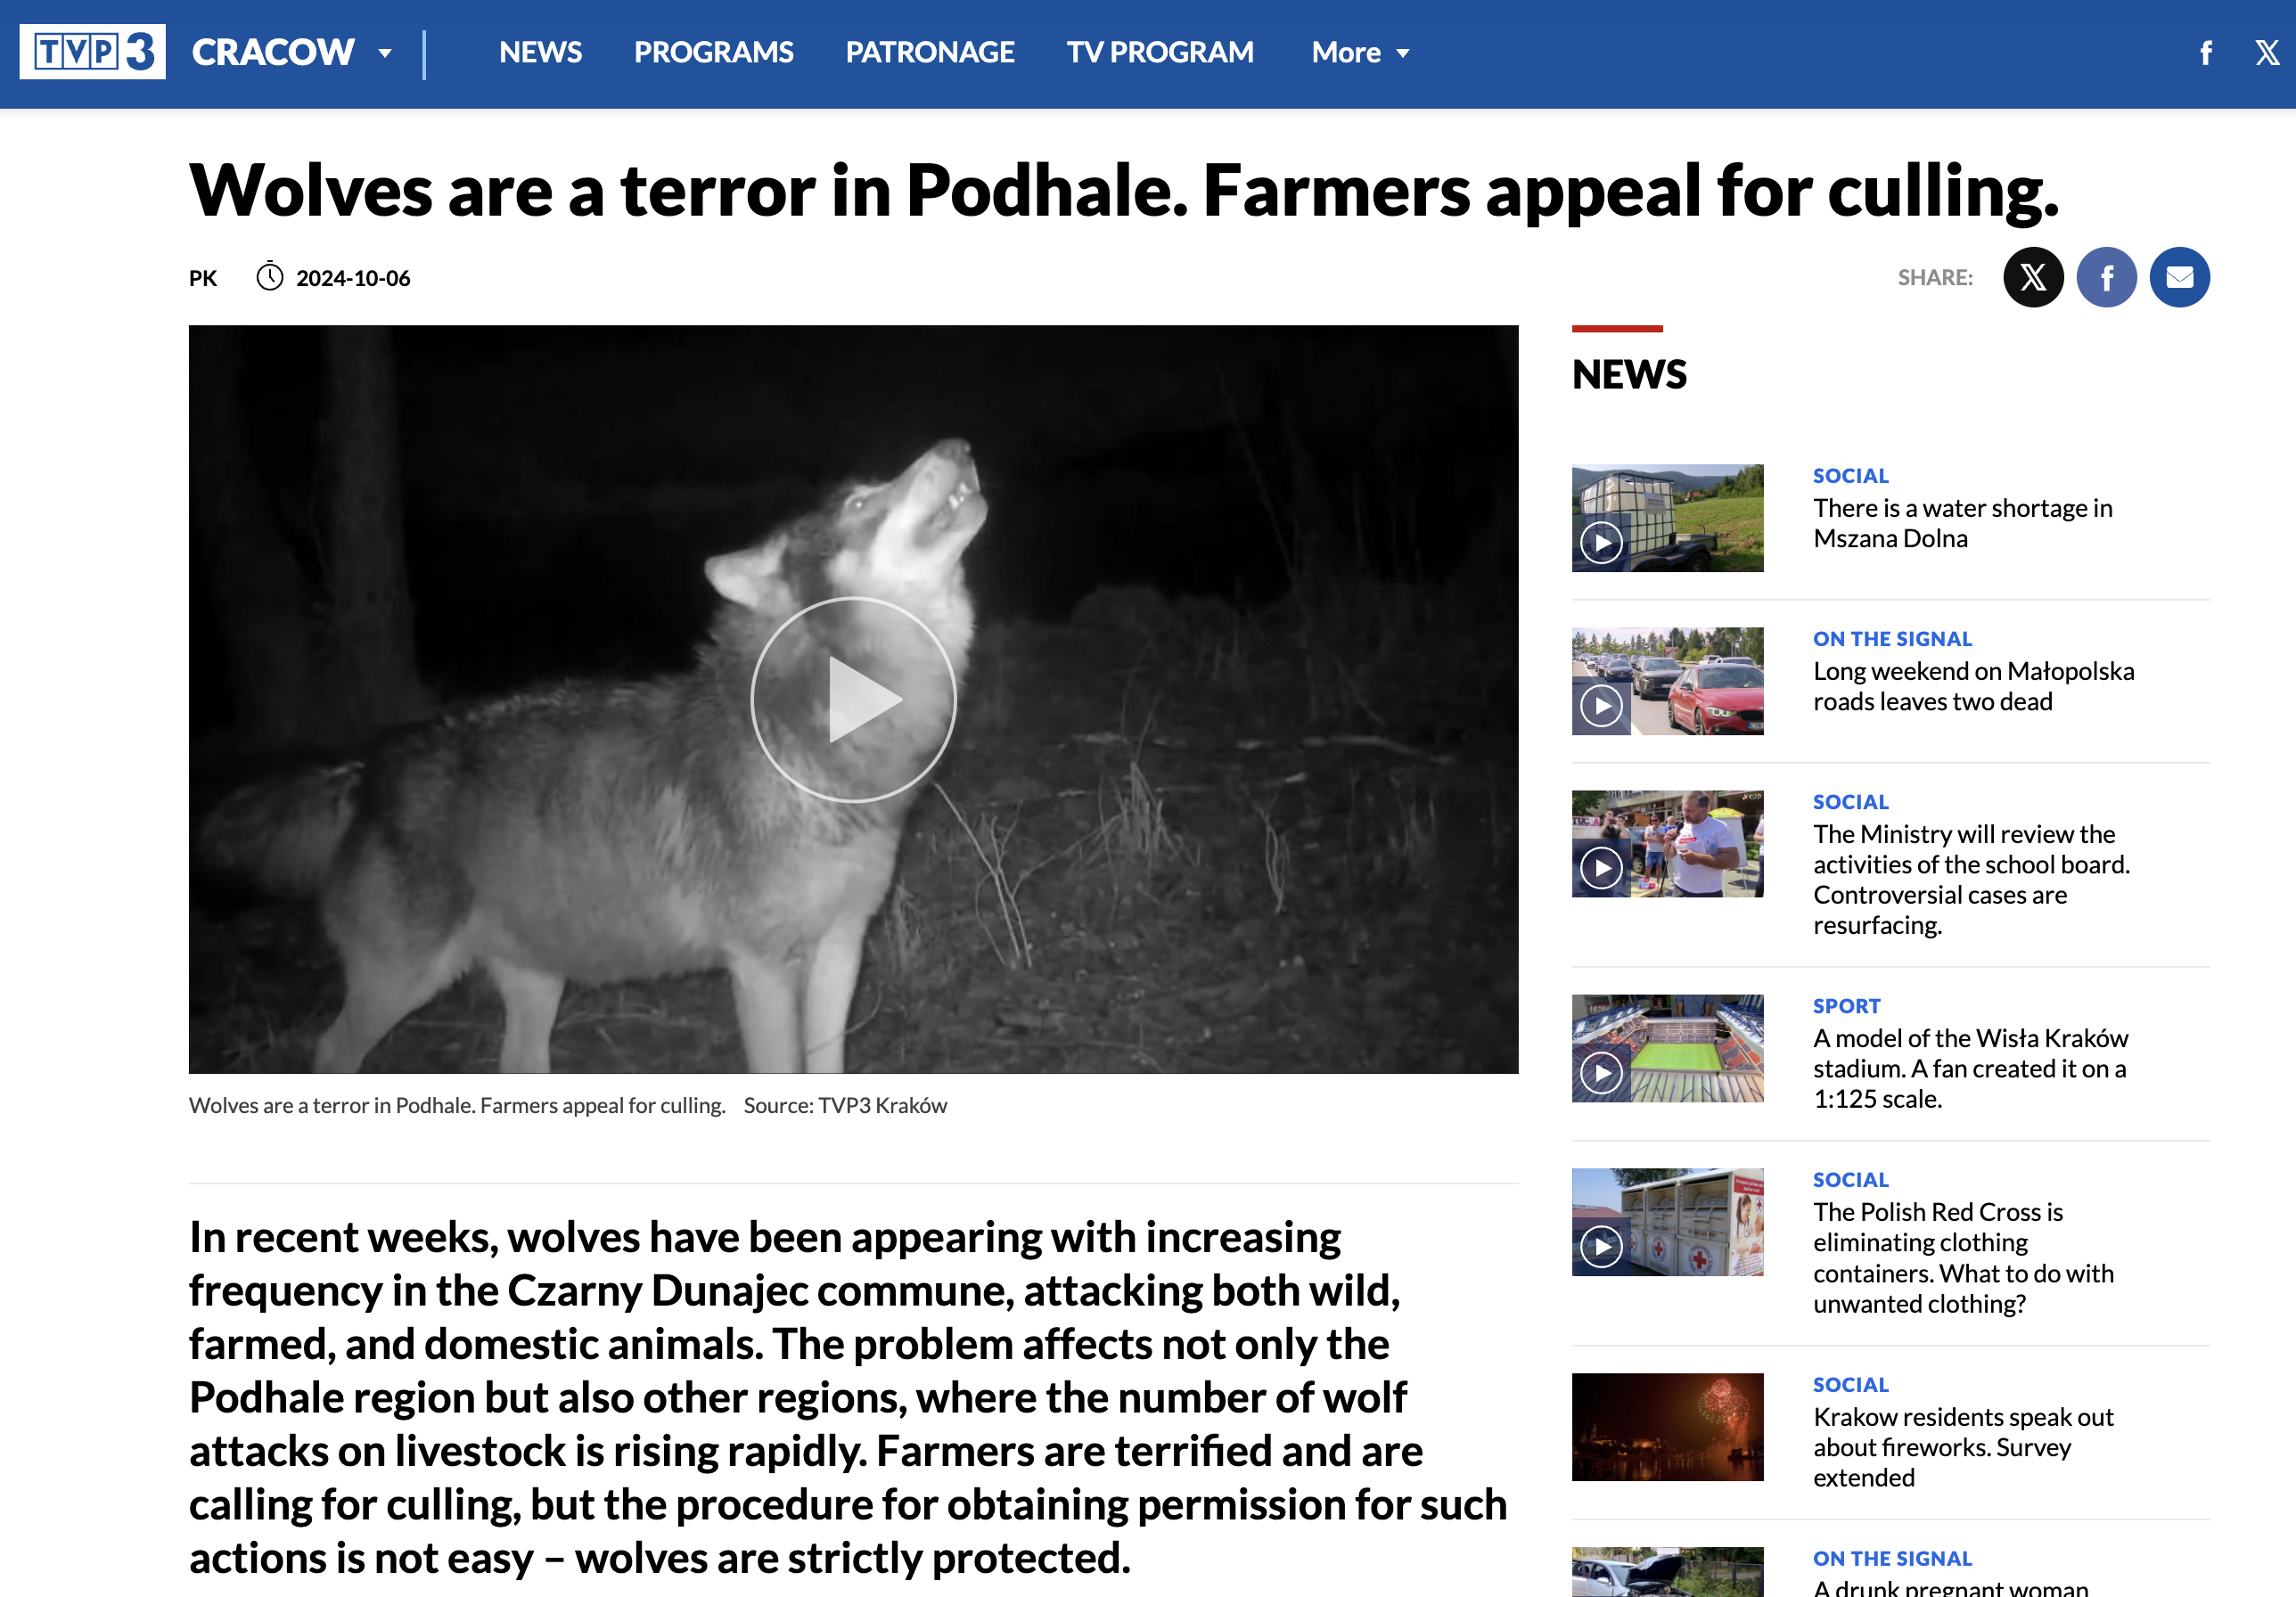 TVP3 CRACOW NEWS PROGRAMS PATRONAGE TV PROGRAM More f X
Wolves are a terror in Podhale. Farmers appeal for culling.
PK 2024-10-06 SHARE: X f
Wolves are a terror in Podhale. Farmers appeal for culling. Source: TVP3 Kraków
In recent weeks, wolves have been appearing with increasing
frequency in the Czarny Dunajec commune, attacking both wild,
farmed, and domestic animals. The problem affects not only the
Podhale region but also other regions, where the number of wolf
attacks on livestock is rising rapidly. Farmers are terrified and are
calling for culling, but the procedure for obtaining permission for such
actions is not easy – wolves are strictly protected.
NEWS
SOCIAL
There is a water shortage in
Mszana Dolna
ON THE SIGNAL
Long weekend on Małopolska
roads leaves two dead
SOCIAL
The Ministry will review the
activities of the school board.
Controversial cases are
resurfacing.
SPORT
A model of the Wisła Kraków
stadium. A fan created it on a
1:125 scale.
SOCIAL
The Polish Red Cross is
eliminating clothing
containers. What to do with
unwanted clothing?
SOCIAL
Krakow residents speak out
about fireworks. Survey
extended
ON THE SIGNAL
A drunk pregnant woman